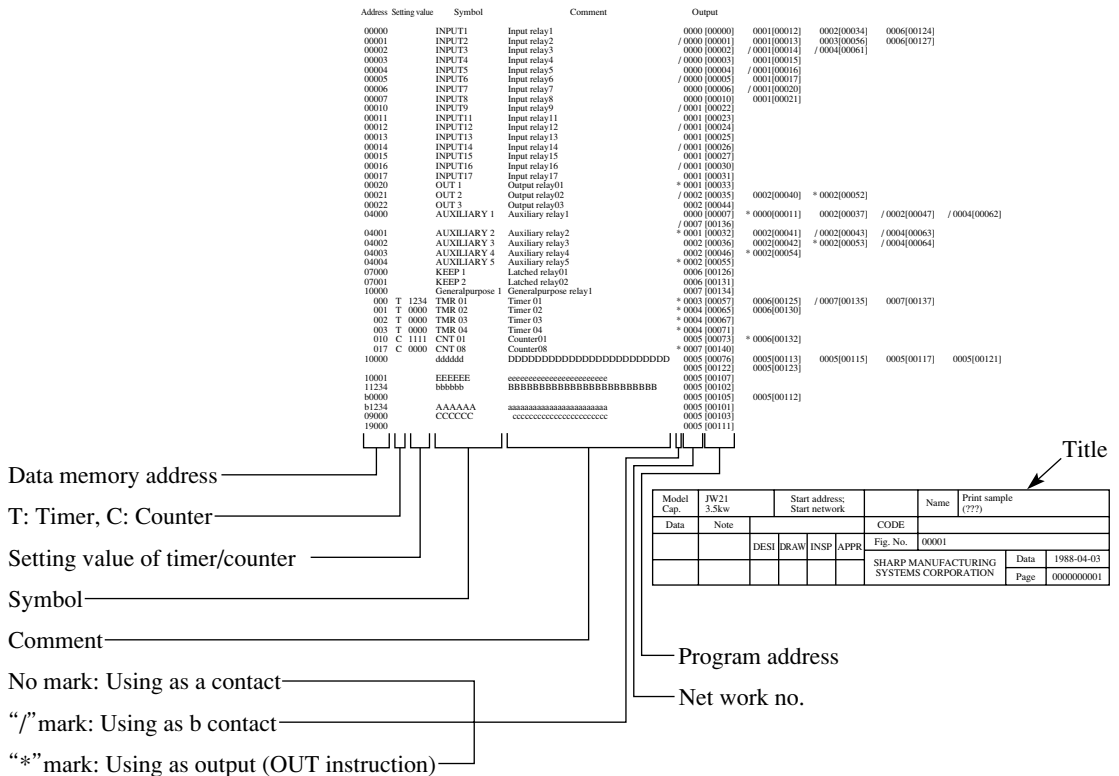 Address Setting value Symbol Comment Output
00000 INPUT1 Input relay1 0000 [00000] 0001[00012] 0002[00034] 0006[00124]
00001 INPUT2 Input relay2 / 0000 [00001] 0001[00013] 0003[00056] 0006[00127]
00002 INPUT3 Input relay3 0000 [00002] / 0001[00014] / 0004[00061]
00003 INPUT4 Input relay4 / 0000 [00003] 0001[00015]
00004 INPUT5 Input relay5 0000 [00004] / 0001[00016]
00005 INPUT6 Input relay6 / 0000 [00005] 0001[00017]
00006 INPUT7 Input relay7 0000 [00006] / 0001[00020]
00007 INPUT8 Input relay8 0000 [00010] 0001[00021]
00010 INPUT9 Input relay9 / 0001 [00022]
00011 INPUT11 Input relay11 0001 [00023]
00012 INPUT12 Input relay12 / 0001 [00024]
00013 INPUT13 Input relay13 0001 [00025]
00014 INPUT14 Input relay14 / 0001 [00026]
00015 INPUT15 Input relay15 0001 [00027]
00016 INPUT16 Input relay16 / 0001 [00030]
00017 INPUT17 Input relay17 0001 [00031]
00020 OUT 1 Output relay01 * 0001 [00033]
00021 OUT 2 Output relay02 / 0002 [00035] 0002[00040] * 0002[00052]
00022 OUT 3 Output relay03 0002 [00044]
04000 AUXILIARY 1 Auxiliary relay1 0000 [00007] * 0000[00011] 0002[00037] / 0002[00047] / 0004[00062]
/ 0007 [00136]
04001 AUXILIARY 2 Auxiliary relay2 * 0001 [00032] 0002[00041] / 0002[00043] / 0004[00063]
04002 AUXILIARY 3 Auxiliary relay3 0002 [00036] 0002[00042] * 0002[00053] / 0004[00064]
04003 AUXILIARY 4 Auxiliary relay4 0002 [00046] * 0002[00054]
04004 AUXILIARY 5 Auxiliary relay5 * 0002 [00055]
07000 KEEP 1 Latched relay01 0006 [00126]
07001 KEEP 2 Latched relay02 0006 [00131]
10000 Generalpurpose 1 Generalpurpose relay1 0007 [00134]
000 T 1234 TMR 01 Timer 01 * 0003 [00057] 0006[00125] / 0007[00135] 0007[00137]
001 T 0000 TMR 02 Timer 02 * 0004 [00065] 0006[00130]
002 T 0000 TMR 03 Timer 03 * 0004 [00067]
003 T 0000 TMR 04 Timer 04 * 0004 [00071]
010 C 1111 CNT 01 Counter01 0005 [00073] * 0006[00132]
017 C 0000 CNT 08 Counter08 * 0007 [00140]
10000 dddddd DDDDDDDDDDDDDDDDDDDDDDDD 0005 [00076] 0005[00113] 0005[00115] 0005[00117] 0005[00121]
0005 [00122] 0005[00123]
10001 EEEEEE eeeeeeeeeeeeeeeeeeeeeeee 0005 [00107]
11234 bbbbbb BBBBBBBBBBBBBBBBBBBBBBBB 0005 [00102]
b0000 0005 [00105] 0005[00112]
b1234 AAAAAA aaaaaaaaaaaaaaaaaaaaaaaa 0005 [00101]
09000 CCCCCC cccccccccccccccccccccccc 0005 [00103]
19000 0005 [00111]
Title
Data memory address
T: Timer, C: Counter
Setting value of timer/counter
Symbol
Comment
No mark: Using as a contact
“/”mark: Using as b contact
“*”mark: Using as output (OUT instruction)
Program address
Net work no.
Model Cap. JW21 3.5kw Start address; Start network Name Print sample (???)
Data Note CODE
DESI DRAW INSP APPR Fig. No. 00001
SHARP MANUFACTURING SYSTEMS CORPORATION Data 1988-04-03
Page 0000000001